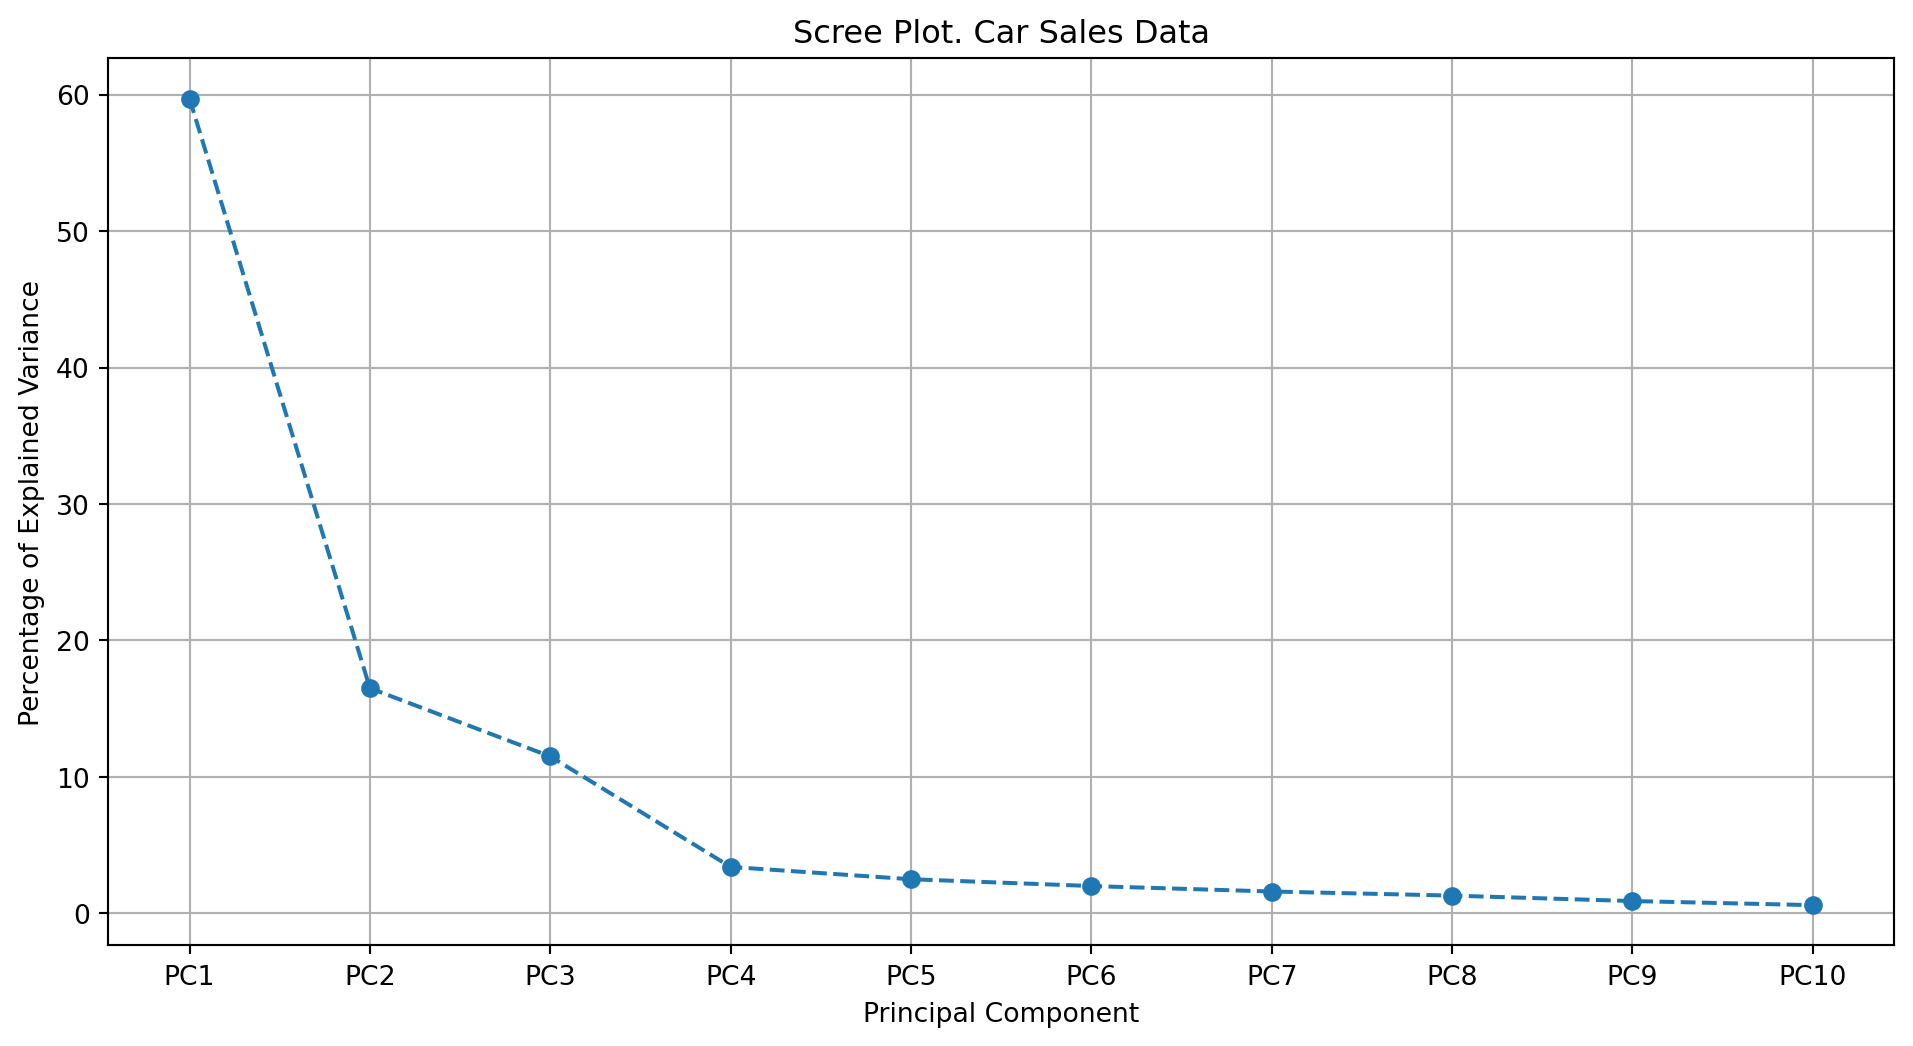 Scree Plot. Car Sales Data
60
50
40
30
20
10
0
Percentage of Explained Variance
PC1 PC2 PC3 PC4 PC5 PC6 PC7 PC8 PC9 PC10
Principal Component